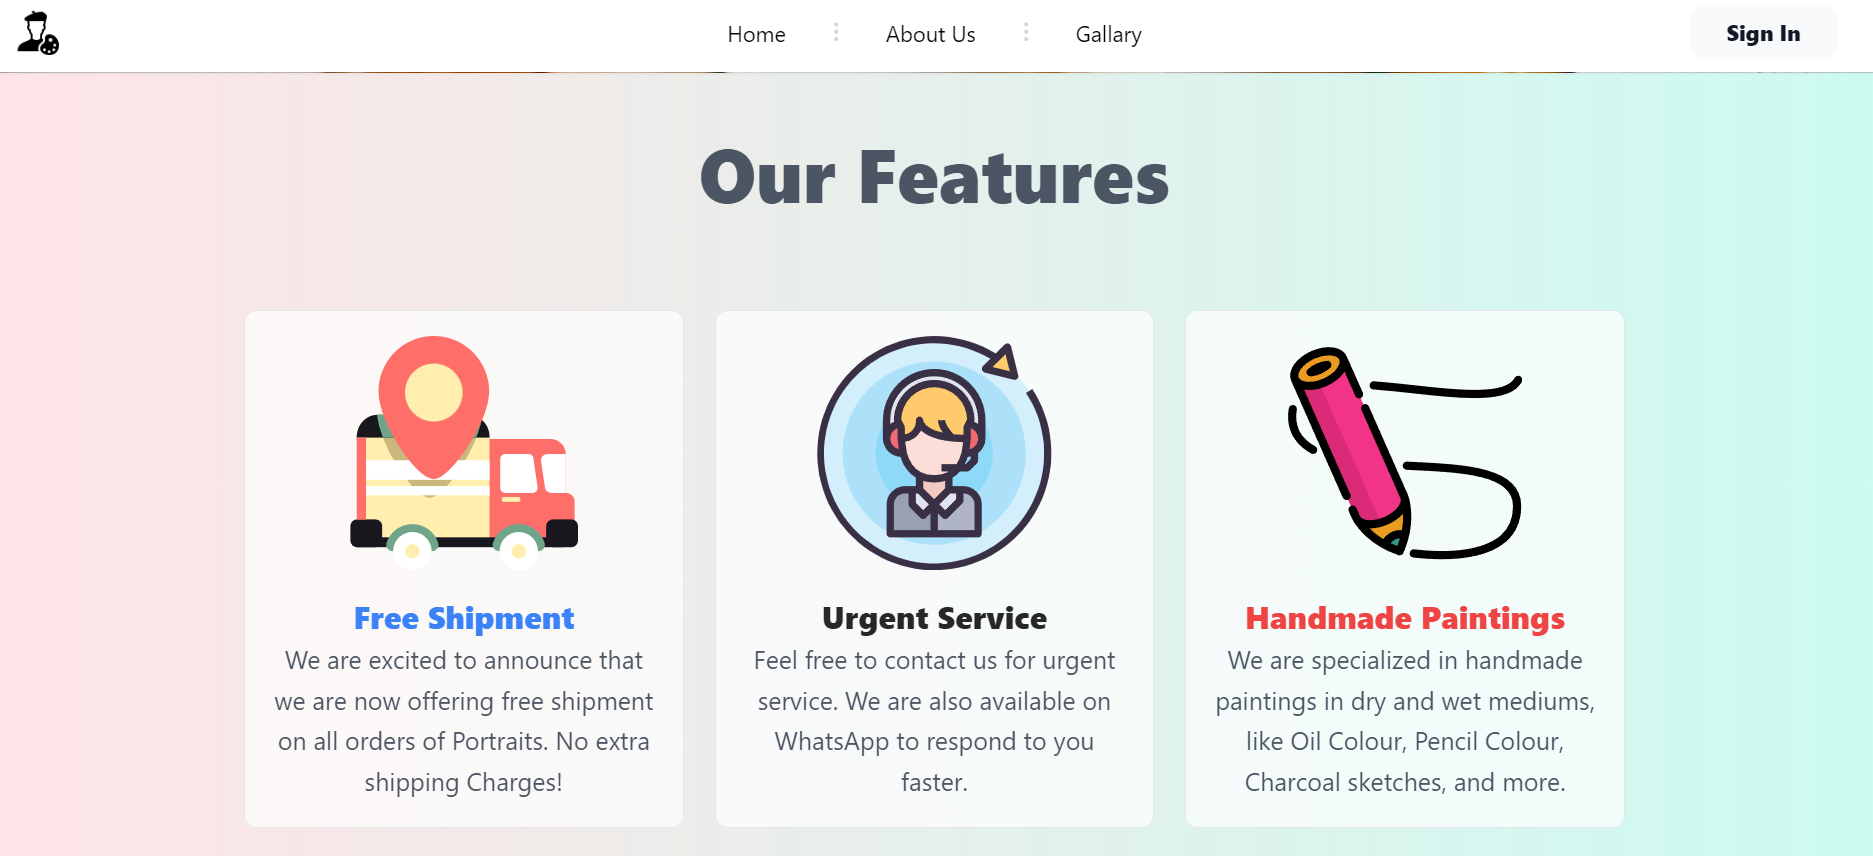 Home
About Us
Gallary
Sign In
Our Features
Free Shipment
We are excited to announce that
we are now offering free shipment
on all orders of Portraits. No extra
shipping Charges!
Urgent Service
Feel free to contact us for urgent
service. We are also available on
WhatsApp to respond to you
faster.
Handmade Paintings
We are specialized in handmade
paintings in dry and wet mediums,
like Oil Colour, Pencil Colour,
Charcoal sketches, and more.